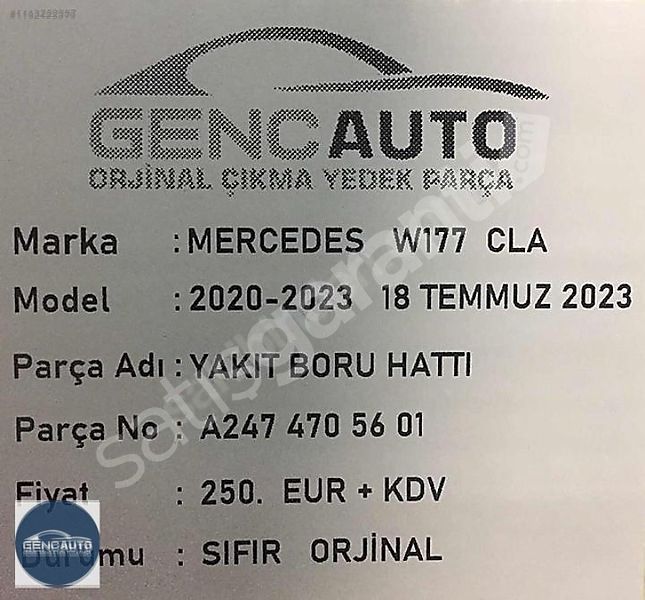 GENCAUTO
ORJİNAL ÇIKMA YEDEK PARÇA
Marka : MERCEDES W177 CLA
Model : 2020-2023 18 TEMMUZ 2023
Parça Adı : YAKIT BORU HATTI
Parça No : A247 470 56 01
Fiyat : 250. EUR + KDV
Durumu : SIFIR ORJİNAL
GENCAUTO